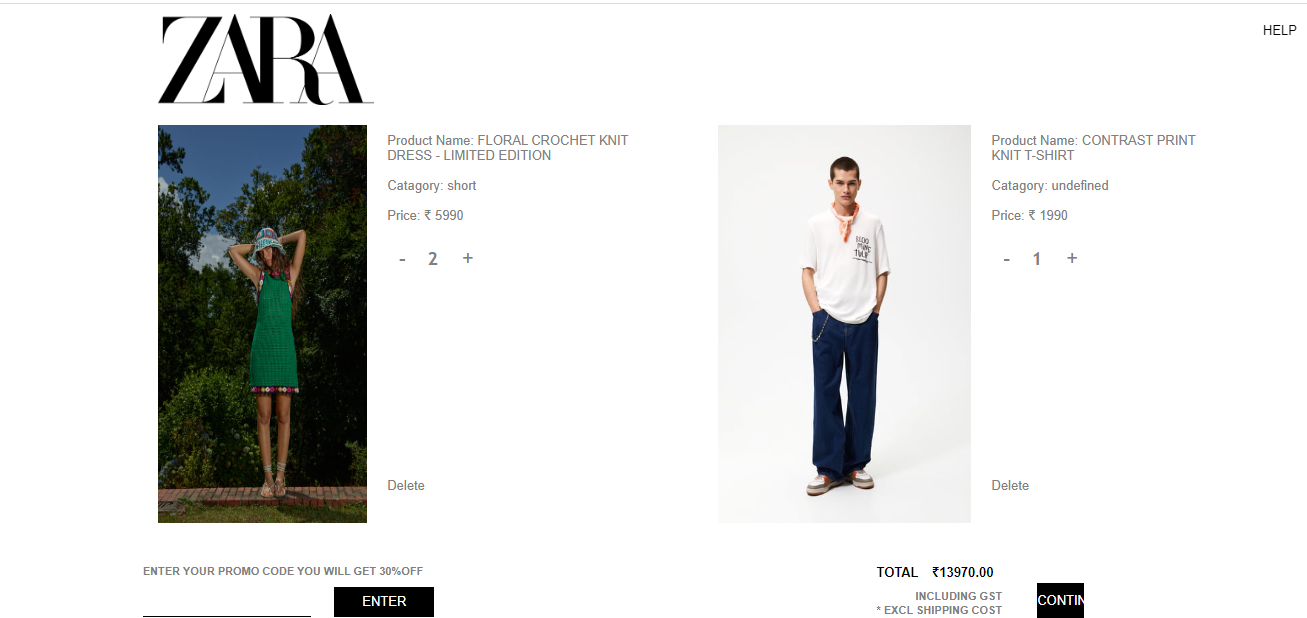 ZARA
HELP
Product Name: FLORAL CROCHET KNIT
DRESS - LIMITED EDITION
Catagory: short
Price: ₹ 5990
- 2 +
Delete
Product Name: CONTRAST PRINT
KNIT T-SHIRT
Catagory: undefined
Price: ₹ 1990
- 1 +
Delete
ENTER YOUR PROMO CODE YOU WILL GET 30%OFF
ENTER
TOTAL ₹13970.00
INCLUDING GST
* EXCL SHIPPING COST
CONTIN